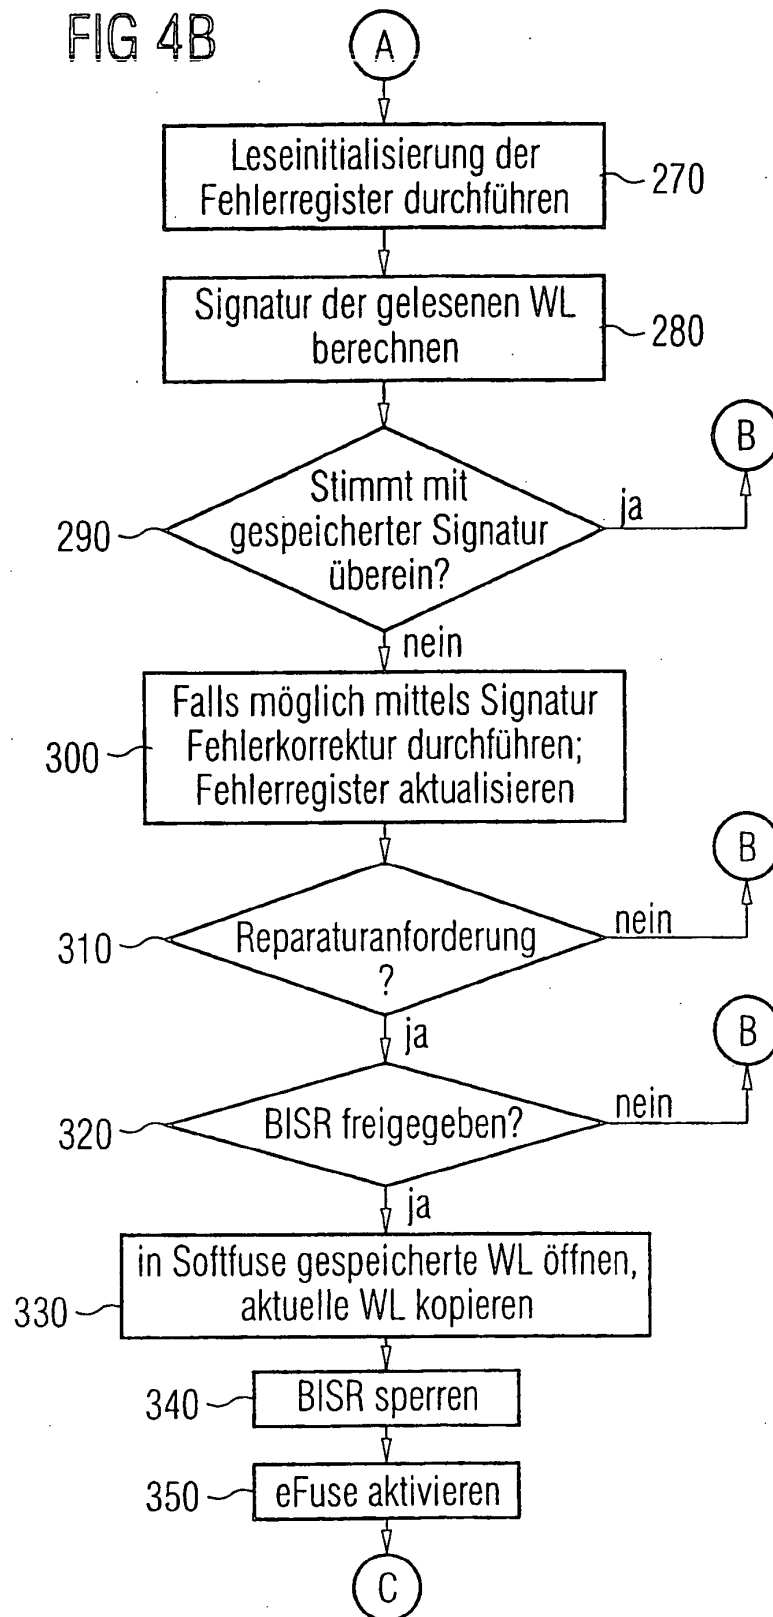 FIG 4B
A
Leseinitialisierung der
Fehlerregister durchführen
270
Signatur der gelesenen WL
berechnen
280
B
Stimmt mit
gespeicherter Signatur
überein?
290
ja
nein
Falls möglich mittels Signatur
Fehlerkorrektur durchführen;
Fehlerregister aktualisieren
300
B
Reparaturanforderung
?
310
nein
ja
B
BISR freigegeben?
320
nein
ja
in Softfuse gespeicherte WL öffnen,
aktuelle WL kopieren
330
BISR sperren
340
eFuse aktivieren
350
C